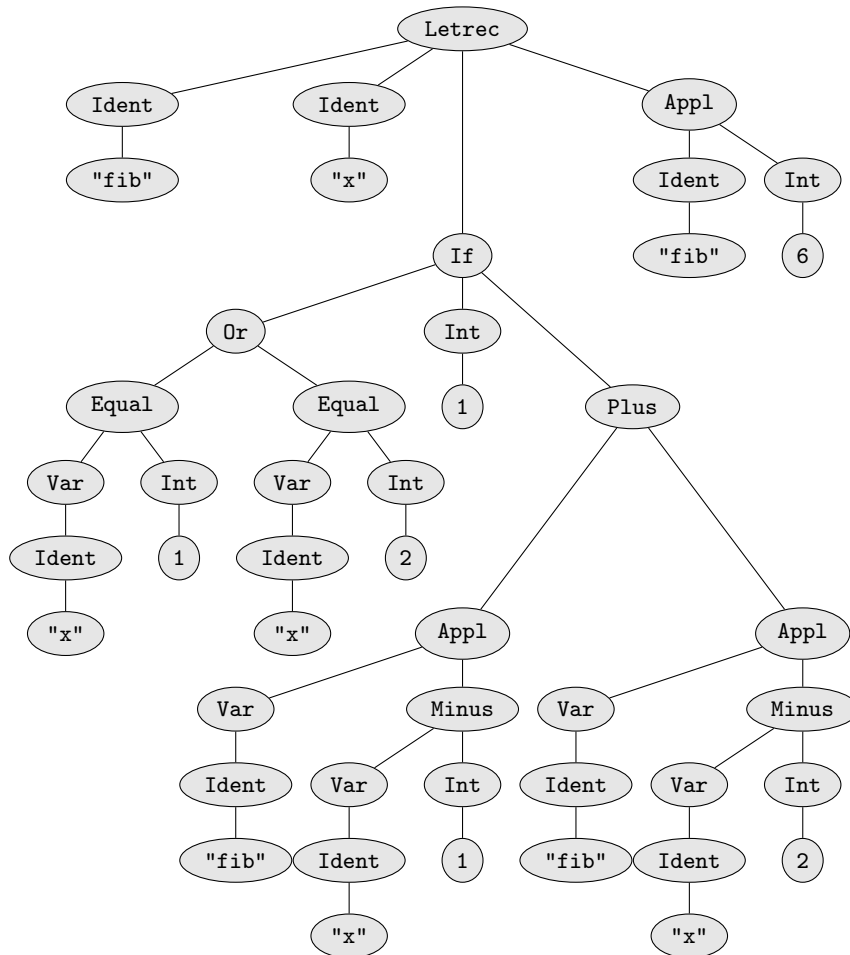 Letrec
Ident Ident Appl
"fib" "x" Ident Int
If "fib" 6
Or Int
Equal Equal 1 Plus
Var Int Var Int
Ident 1 Ident 2
"x" "x" Appl Appl
Var Minus Var Minus
Ident Var Int Ident Var Int
"fib" Ident 1 "fib" Ident 2
"x" "x"